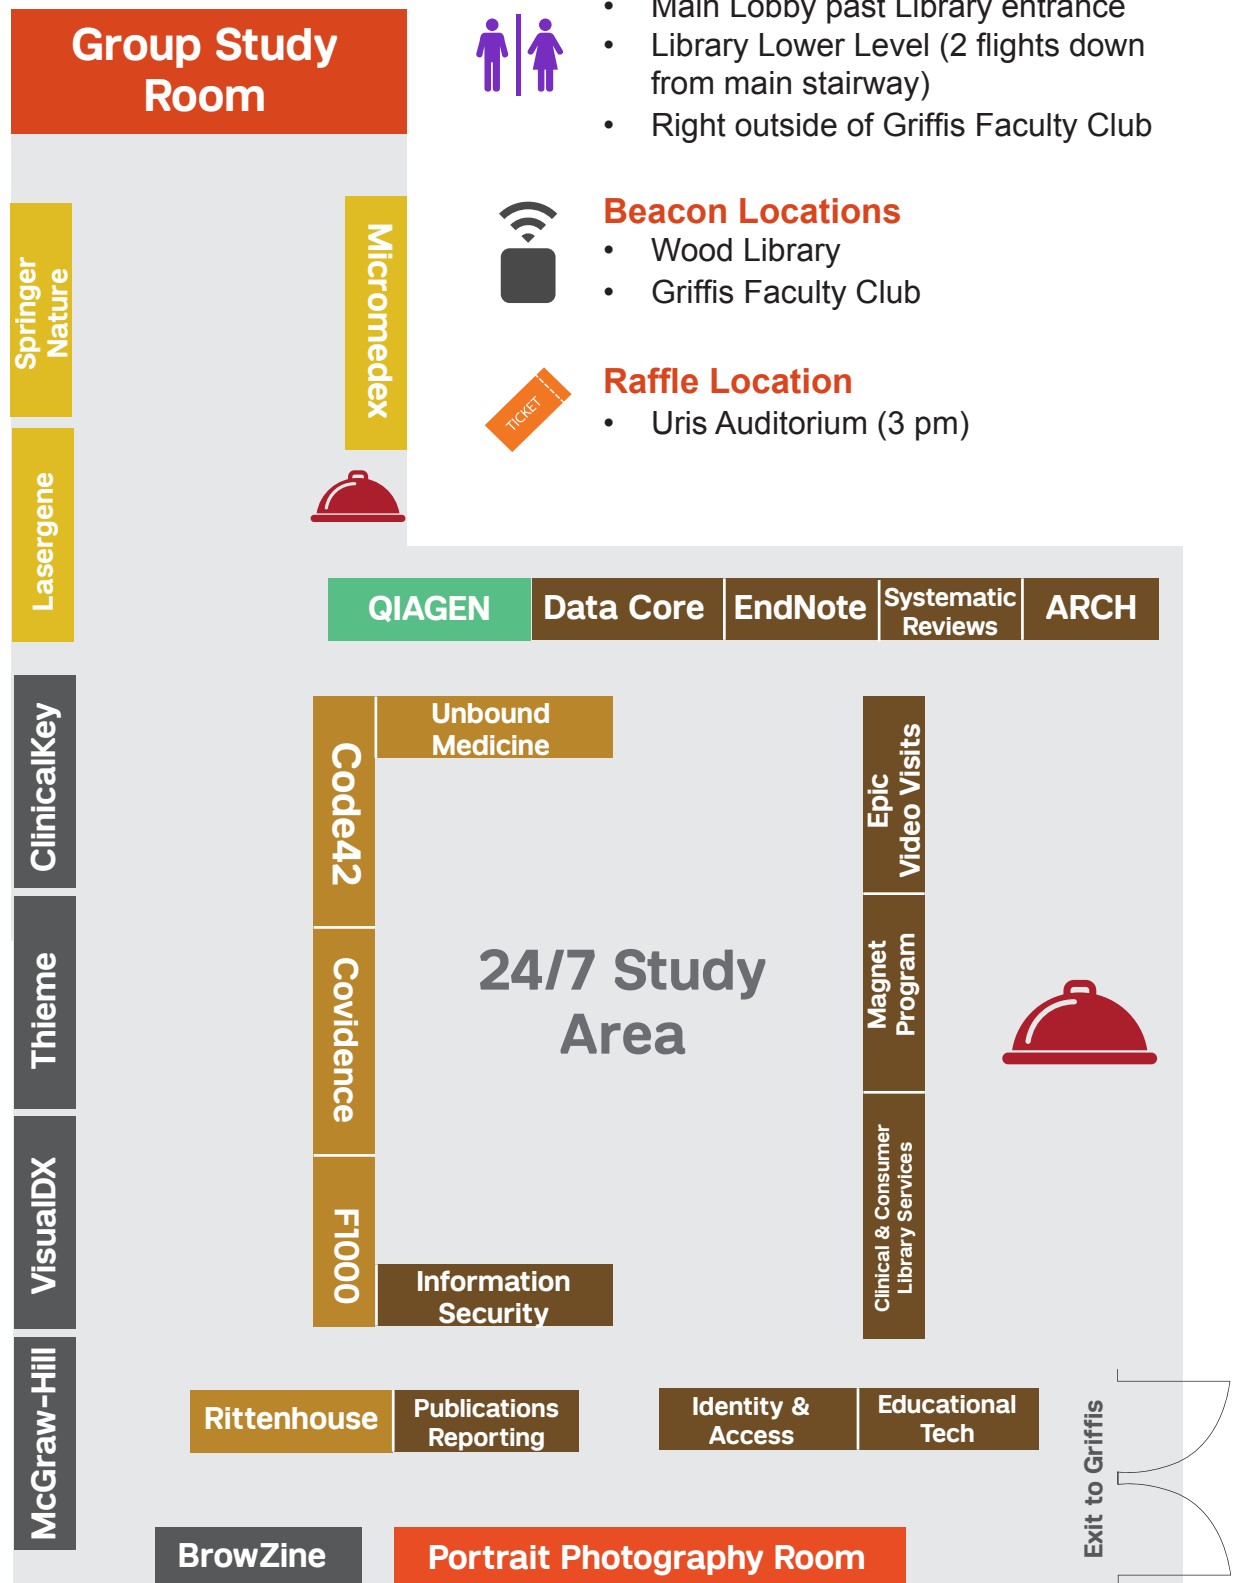 Group Study
Room
• Main Lobby past Library entrance
• Library Lower Level (2 flights down
from main stairway)
• Right outside of Griffis Faculty Club
Beacon Locations
• Wood Library
• Griffis Faculty Club
TICKET
Raffle Location
• Uris Auditorium (3 pm)
Springer
Nature
Micromedex
Lasergene
QIAGEN
Data Core
EndNote
Systematic
Reviews
ARCH
ClinicalKey
Code42
Unbound
Medicine
Epic
Video Visits
Thieme
Covidence
24/7 Study
Area
Magnet
Program
VisualDX
F1000
Information
Security
Clinical & Consumer
Library Services
McGraw-Hill
Rittenhouse
Publications
Reporting
Identity &
Access
Educational
Tech
Exit to Griffis
BrowZine
Portrait Photography Room